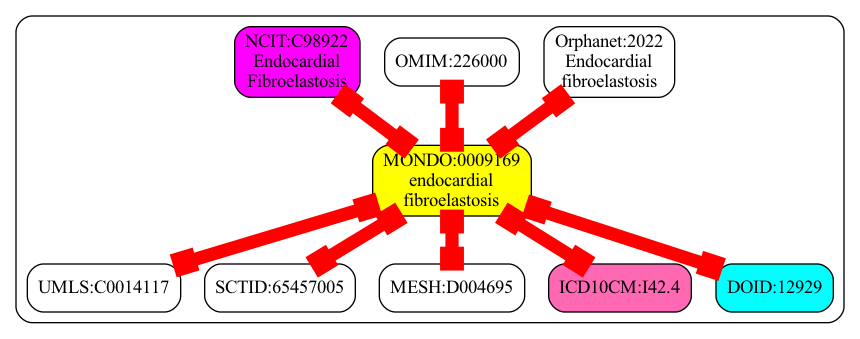 NCIT:C98922
Endocardial
Fibroelastosis
OMIM:226000
Orphanet:2022
Endocardial
fibroelastosis
MONDO:0009169
endocardial
fibroelastosis
UMLS:C0014117
SCTID:65457005
MESH:D004695
ICD10CM:I42.4
DOID:12929